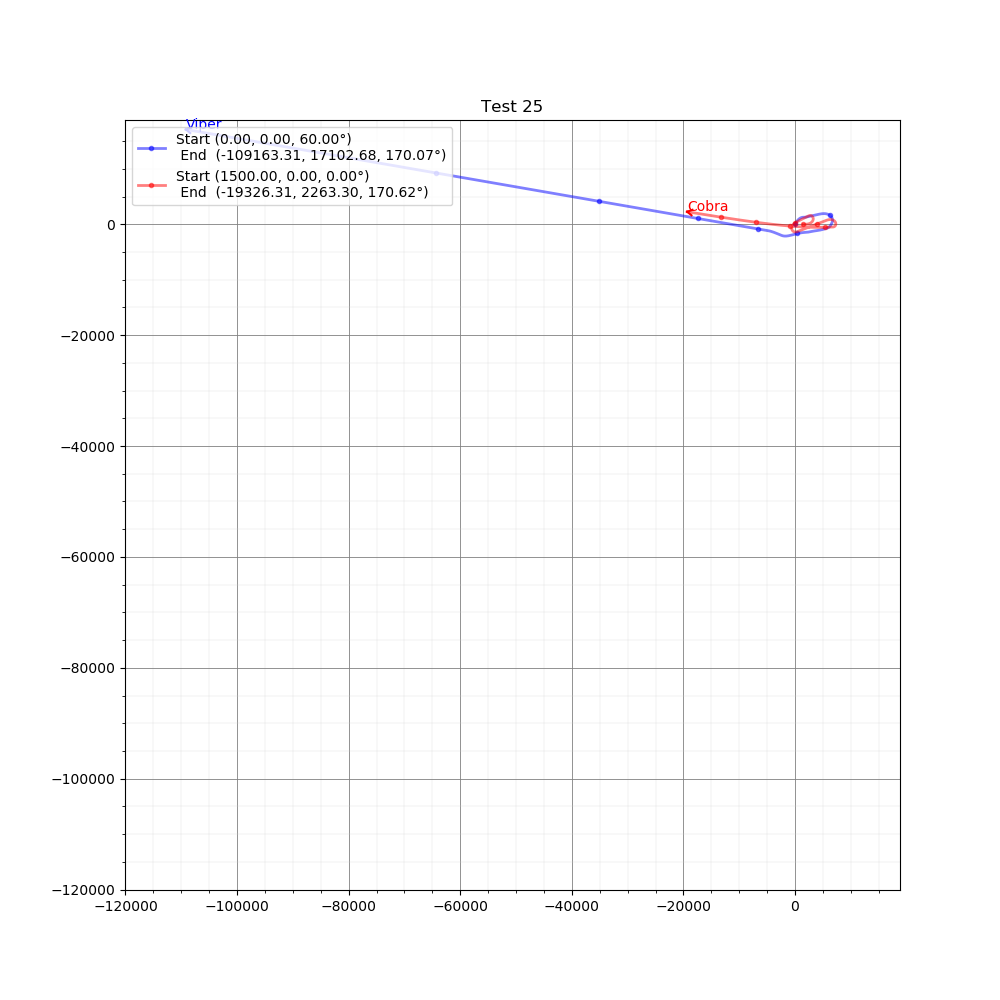 Test 25
Viper
Start (0.00, 0.00, 60.00°)
End (-109163.31, 17102.68, 170.07°)
Start (1500.00, 0.00, 0.00°)
End (-19326.31, 2263.30, 170.62°)
Cobra
0
−20000
−40000
−60000
−80000
−100000
−120000
−120000 −100000 −80000 −60000 −40000 −20000 0